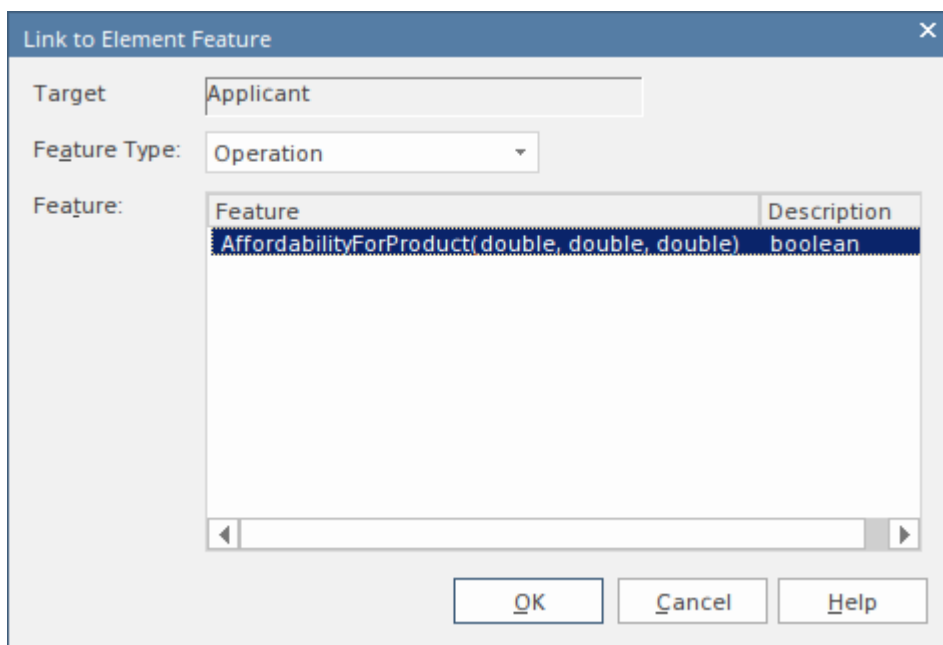 Link to Element Feature
Target Applicant
Feature Type: Operation
Feature: Feature Description
AffordabilityForProduct(double, double, double) boolean
OK Cancel Help